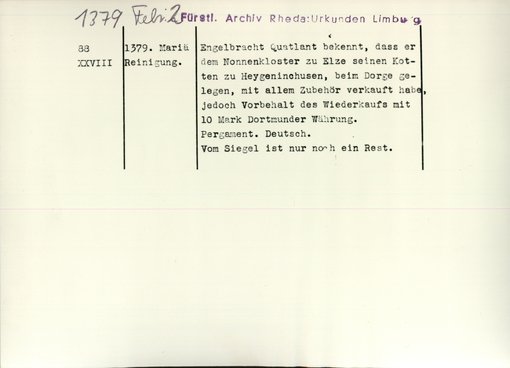 1379 Febr. 2 Fürstl. Archiv Rheda:Urkunden Limburg
88 1379. Mariä Engelbracht Quatlant bekennt, dass er
XXVIII Reinigung. dem Nonnenkloster zu Elze seinen Kot-
ten zu Heygeninchusen, beim Dorge ge-
legen, mit allem Zubehör verkauft habe,
jedoch Vorbehalt des Wiederkaufs mit
10 Mark Dortmunder Währung.
Pergament. Deutsch.
Vom Siegel ist nur noch ein Rest.